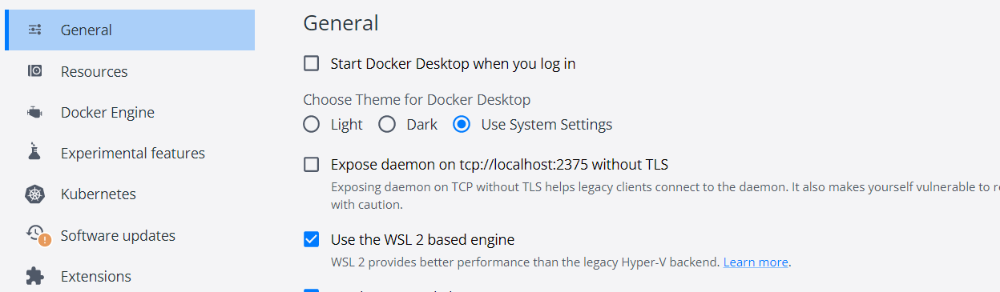 General
Resources
Docker Engine
Experimental features
Kubernetes
Software updates
Extensions
General
Start Docker Desktop when you log in
Choose Theme for Docker Desktop
Light Dark Use System Settings
Expose daemon on tcp://localhost:2375 without TLS
Exposing daemon on TCP without TLS helps legacy clients connect to the daemon. It also makes yourself vulnerable to
with caution.
Use the WSL 2 based engine
WSL 2 provides better performance than the legacy Hyper-V backend. Learn more.